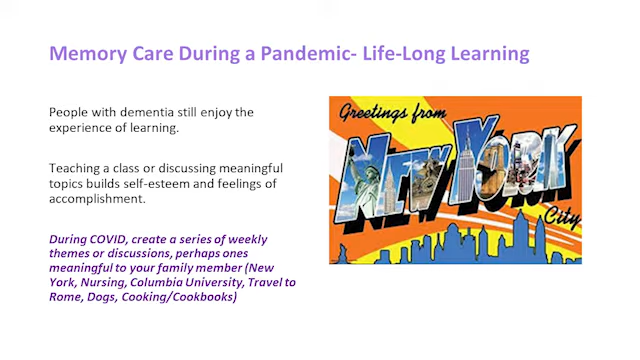 Memory Care During a Pandemic- Life-Long Learning
People with dementia still enjoy the
experience of learning.
Teaching a class or discussing meaningful
topics builds self-esteem and feelings of
accomplishment.
During COVID, create a series of weekly
themes or discussions, perhaps ones
meaningful to your family member (New
York, Nursing, Columbia University, Travel to
Rome, Dogs, Cooking/Cookbooks)
Greetings from
NEW YORK
City